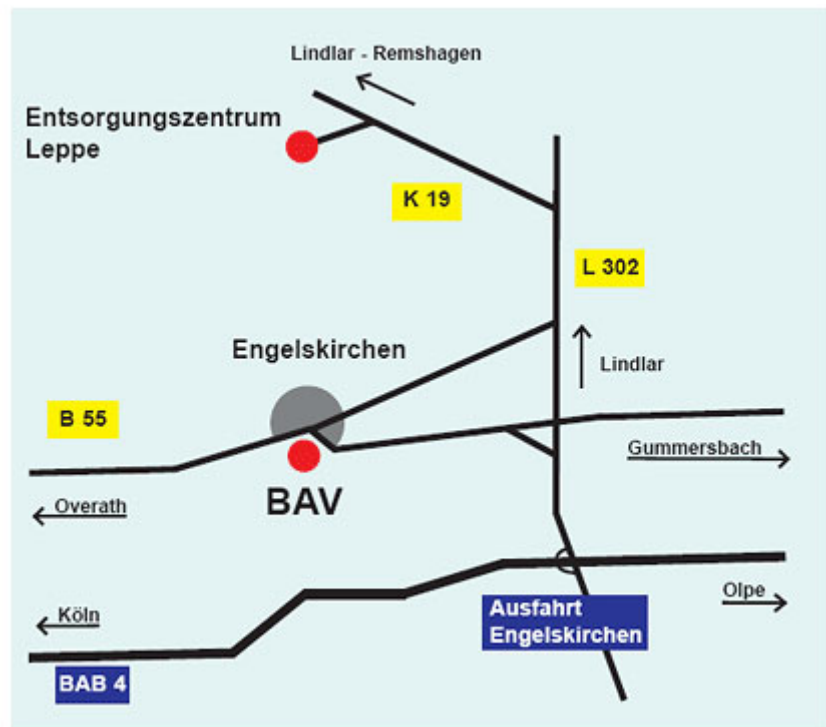 Lindlar - Remshagen
Entsorgungszentrum
Leppe
K 19
L 302
Engelskirchen
Lindlar
B 55
Gummersbach
BAV
Overath
Olpe
Köln
Ausfahrt
Engelskirchen
BAB 4